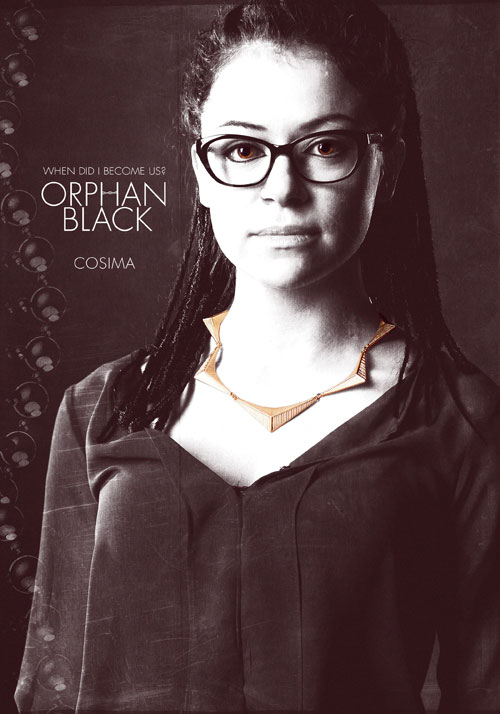 WHEN DID I BECOME US?
ORPHAN
BLACK
COSIMA